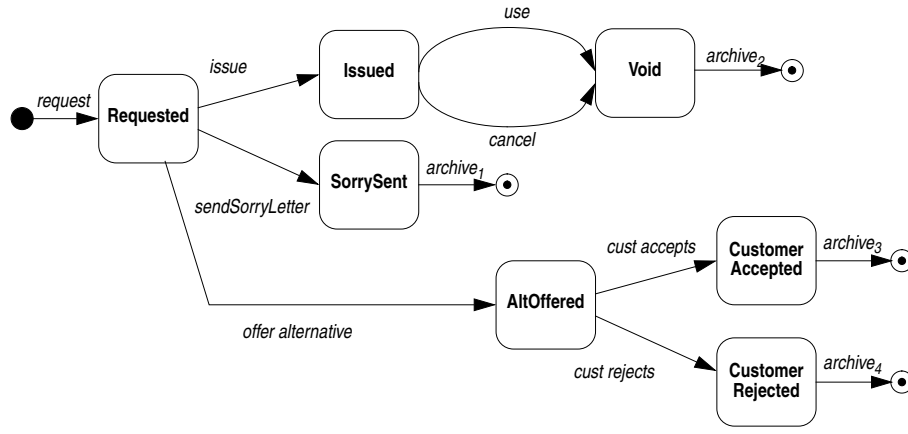 use
issue
Issued
Void
archive2
request
Requested
cancel
SorrySent
archive1
sendSorryLetter
cust accepts
Customer
Accepted
archive3
AltOffered
offer alternative
cust rejects
Customer
Rejected
archive4